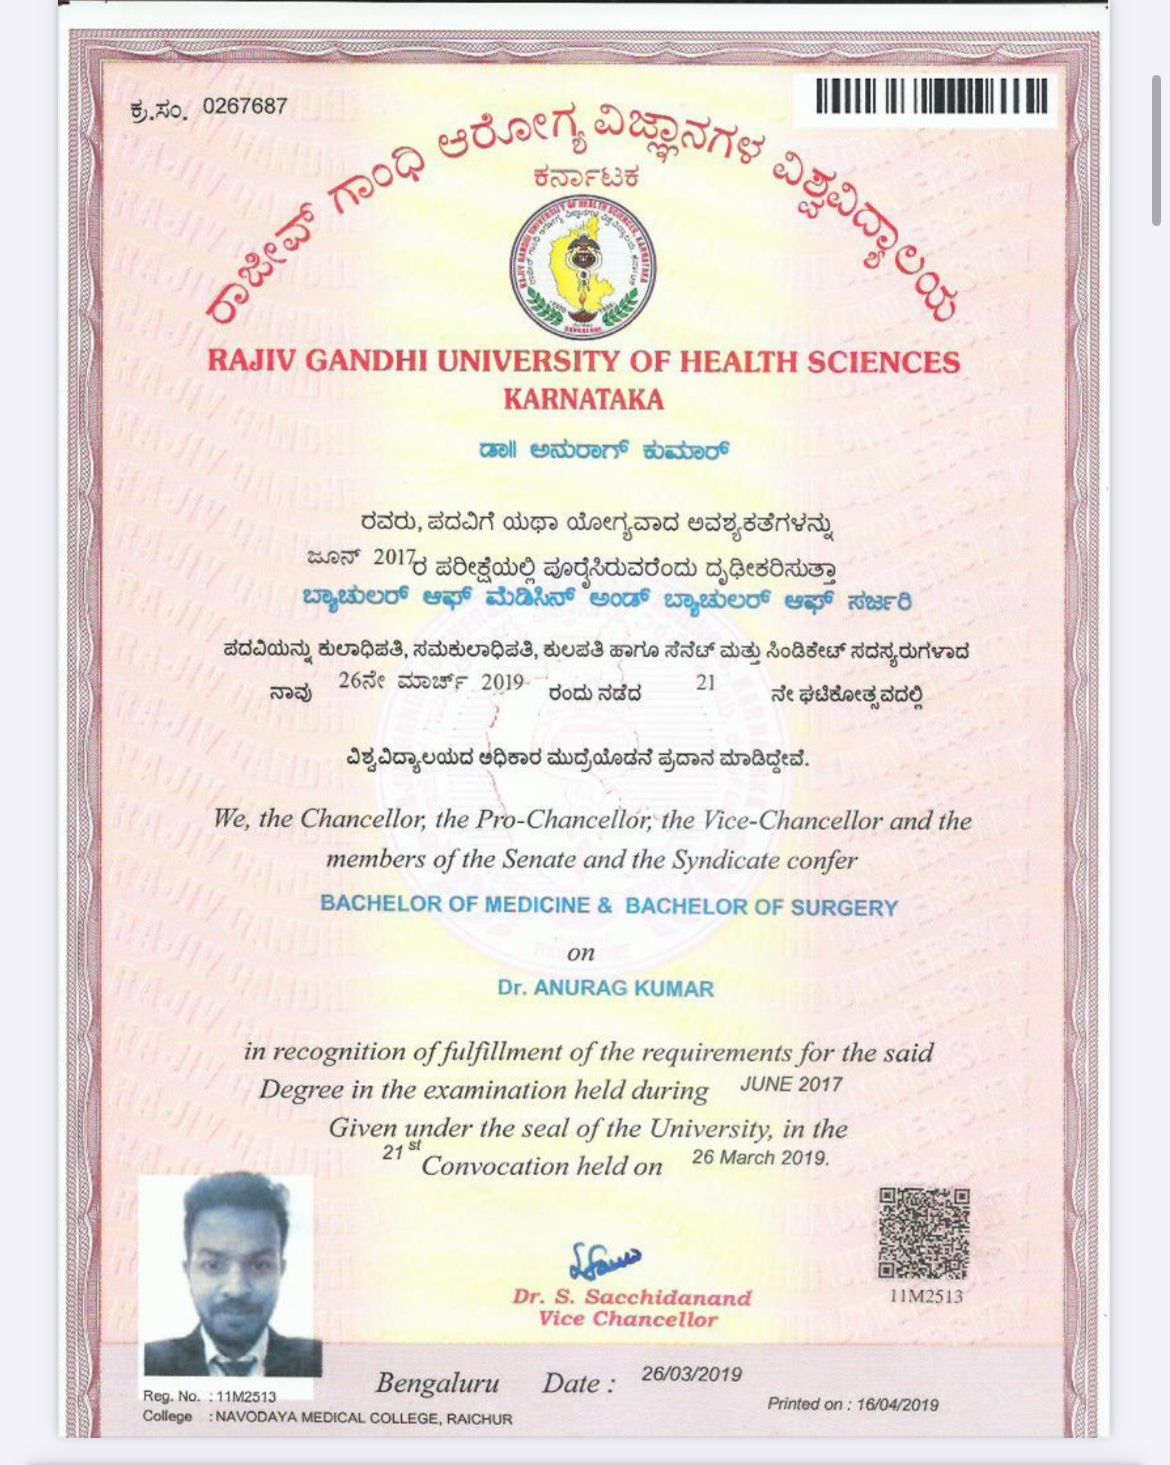 ಕ್ರ.ಸಂ. 0267687
ರಾಜೀವ್ ಗಾಂಧಿ ಆರೋಗ್ಯ ವಿಜ್ಞಾನಗಳ ವಿಶ್ವವಿದ್ಯಾಲಯ
ಕರ್ನಾಟಕ
RAJIV GANDHI UNIVERSITY OF HEALTH SCIENCES
KARNATAKA
ಡಾ|| ಅನುರಾಗ್ ಕುಮಾರ್
ರವರು, ಪದವಿಗೆ ಯಥಾ ಯೋಗ್ಯವಾದ ಅವಶ್ಯಕತೆಗಳನ್ನು
ಜೂನ್ 2017ರ ಪರೀಕ್ಷೆಯಲ್ಲಿ ಪೂರೈಸಿರುವರೆಂದು ದೃಢೀಕರಿಸುತ್ತಾ
ಬ್ಯಾಚುಲರ್ ಆಫ್ ಮೆಡಿಸಿನ್ ಅಂಡ್ ಬ್ಯಾಚುಲರ್ ಆಫ್ ಸರ್ಜರಿ
ಪದವಿಯನ್ನು ಕುಲಾಧಿಪತಿ, ಸಮಕುಲಾಧಿಪತಿ, ಕುಲಪತಿ ಹಾಗೂ ಸೆನೆಟ್ ಮತ್ತು ಸಿಂಡಿಕೇಟ್ ಸದಸ್ಯರುಗಳಾದ
ನಾವು 26ನೇ ಮಾರ್ಚ್ 2019 ರಂದು ನಡೆದ 21 ನೇ ಘಟಿಕೋತ್ಸವದಲ್ಲಿ
ವಿಶ್ವವಿದ್ಯಾಲಯದ ಅಧಿಕಾರ ಮುದ್ರೆಯೊಡನೆ ಪ್ರದಾನ ಮಾಡಿದ್ದೇವೆ.
We, the Chancellor, the Pro-Chancellor, the Vice-Chancellor and the
members of the Senate and the Syndicate confer
BACHELOR OF MEDICINE & BACHELOR OF SURGERY
on
Dr. ANURAG KUMAR
in recognition of fulfillment of the requirements for the said
Degree in the examination held during JUNE 2017
Given under the seal of the University, in the
21st Convocation held on 26 March 2019.
11M2513
Dr. S. Sacchidanand
Vice Chancellor
Bengaluru Date : 26/03/2019
Reg. No. : 11M2513
College : NAVODAYA MEDICAL COLLEGE, RAICHUR
Printed on : 16/04/2019